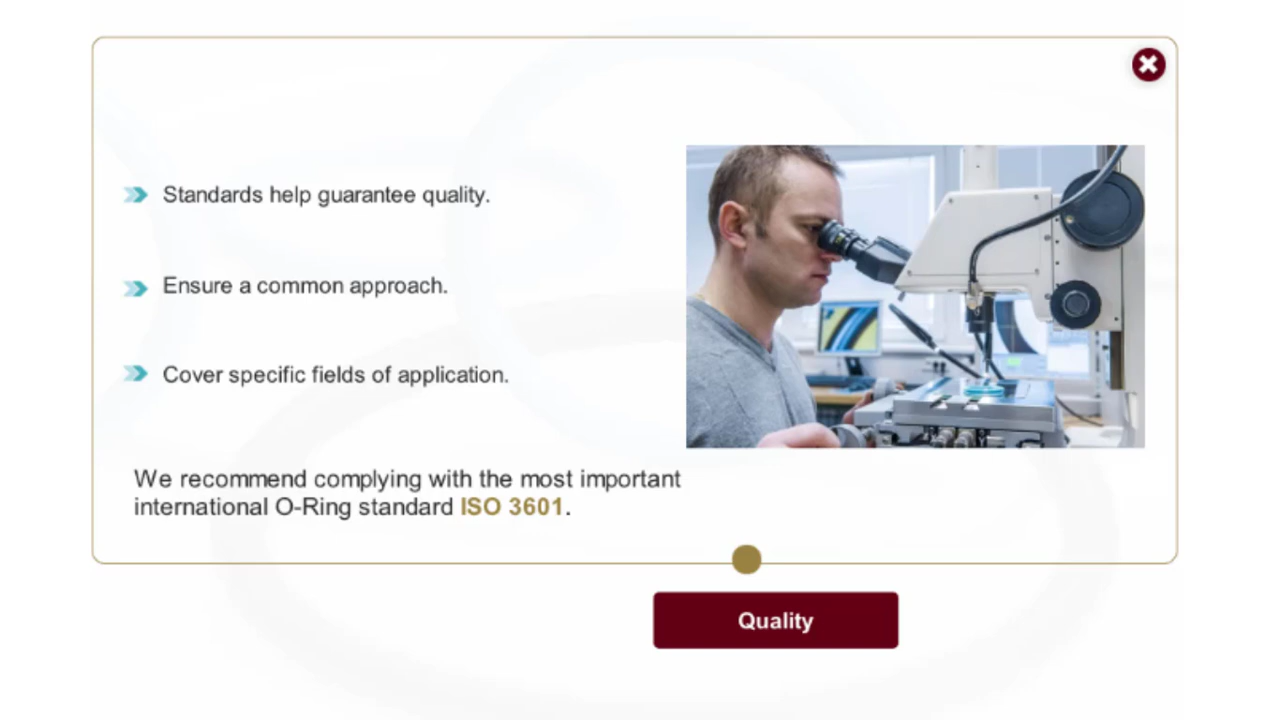 Standards help guarantee quality.
Ensure a common approach.
Cover specific fields of application.
We recommend complying with the most important
international O-Ring standard ISO 3601.
Quality